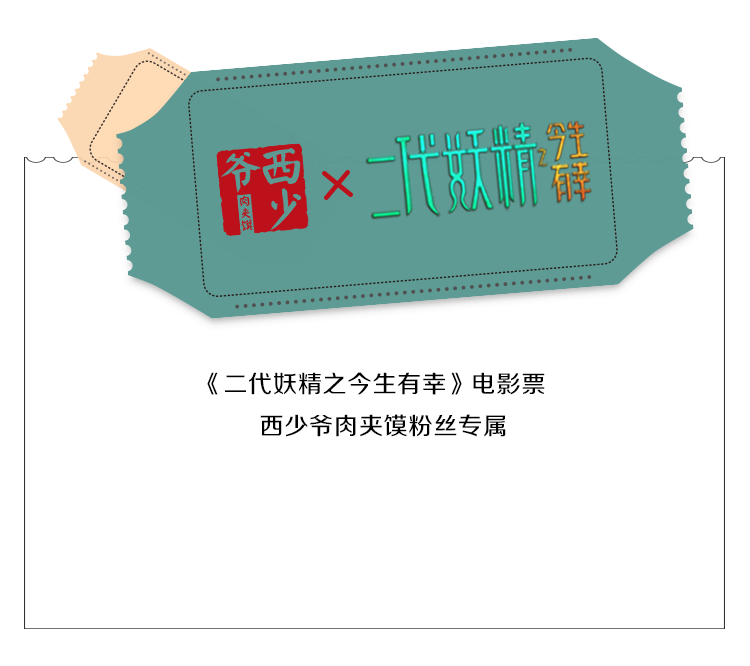 西少爷
肉夹馍
×
二代妖精之今生有幸
《二代妖精之今生有幸》电影票
西少爷肉夹馍粉丝专属